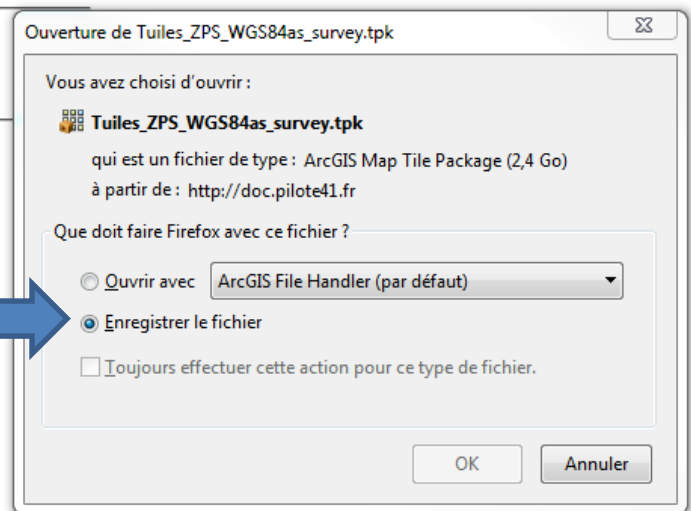 Ouverture de Tuiles_ZPS_WGS84as_survey.tpk
Vous avez choisi d'ouvrir :
Tuiles_ZPS_WGS84as_survey.tpk
qui est un fichier de type : ArcGIS Map Tile Package (2,4 Go)
à partir de : http://doc.pilote41.fr
Que doit faire Firefox avec ce fichier ?
Ouvrir avec ArcGIS File Handler (par défaut)
Enregistrer le fichier
Toujours effectuer cette action pour ce type de fichier.
OK Annuler